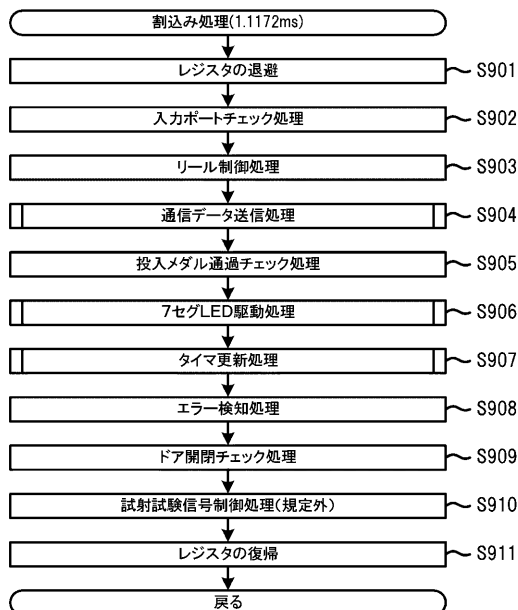 割込み処理(1.1172ms)
レジスタの退避 S901
入力ポートチェック処理 S902
リール制御処理 S903
通信データ送信処理 S904
投入メダル通過チェック処理 S905
7セグLED駆動処理 S906
タイマ更新処理 S907
エラー検知処理 S908
ドア開閉チェック処理 S909
試射試験信号制御処理(規定外) S910
レジスタの復帰 S911
戻る